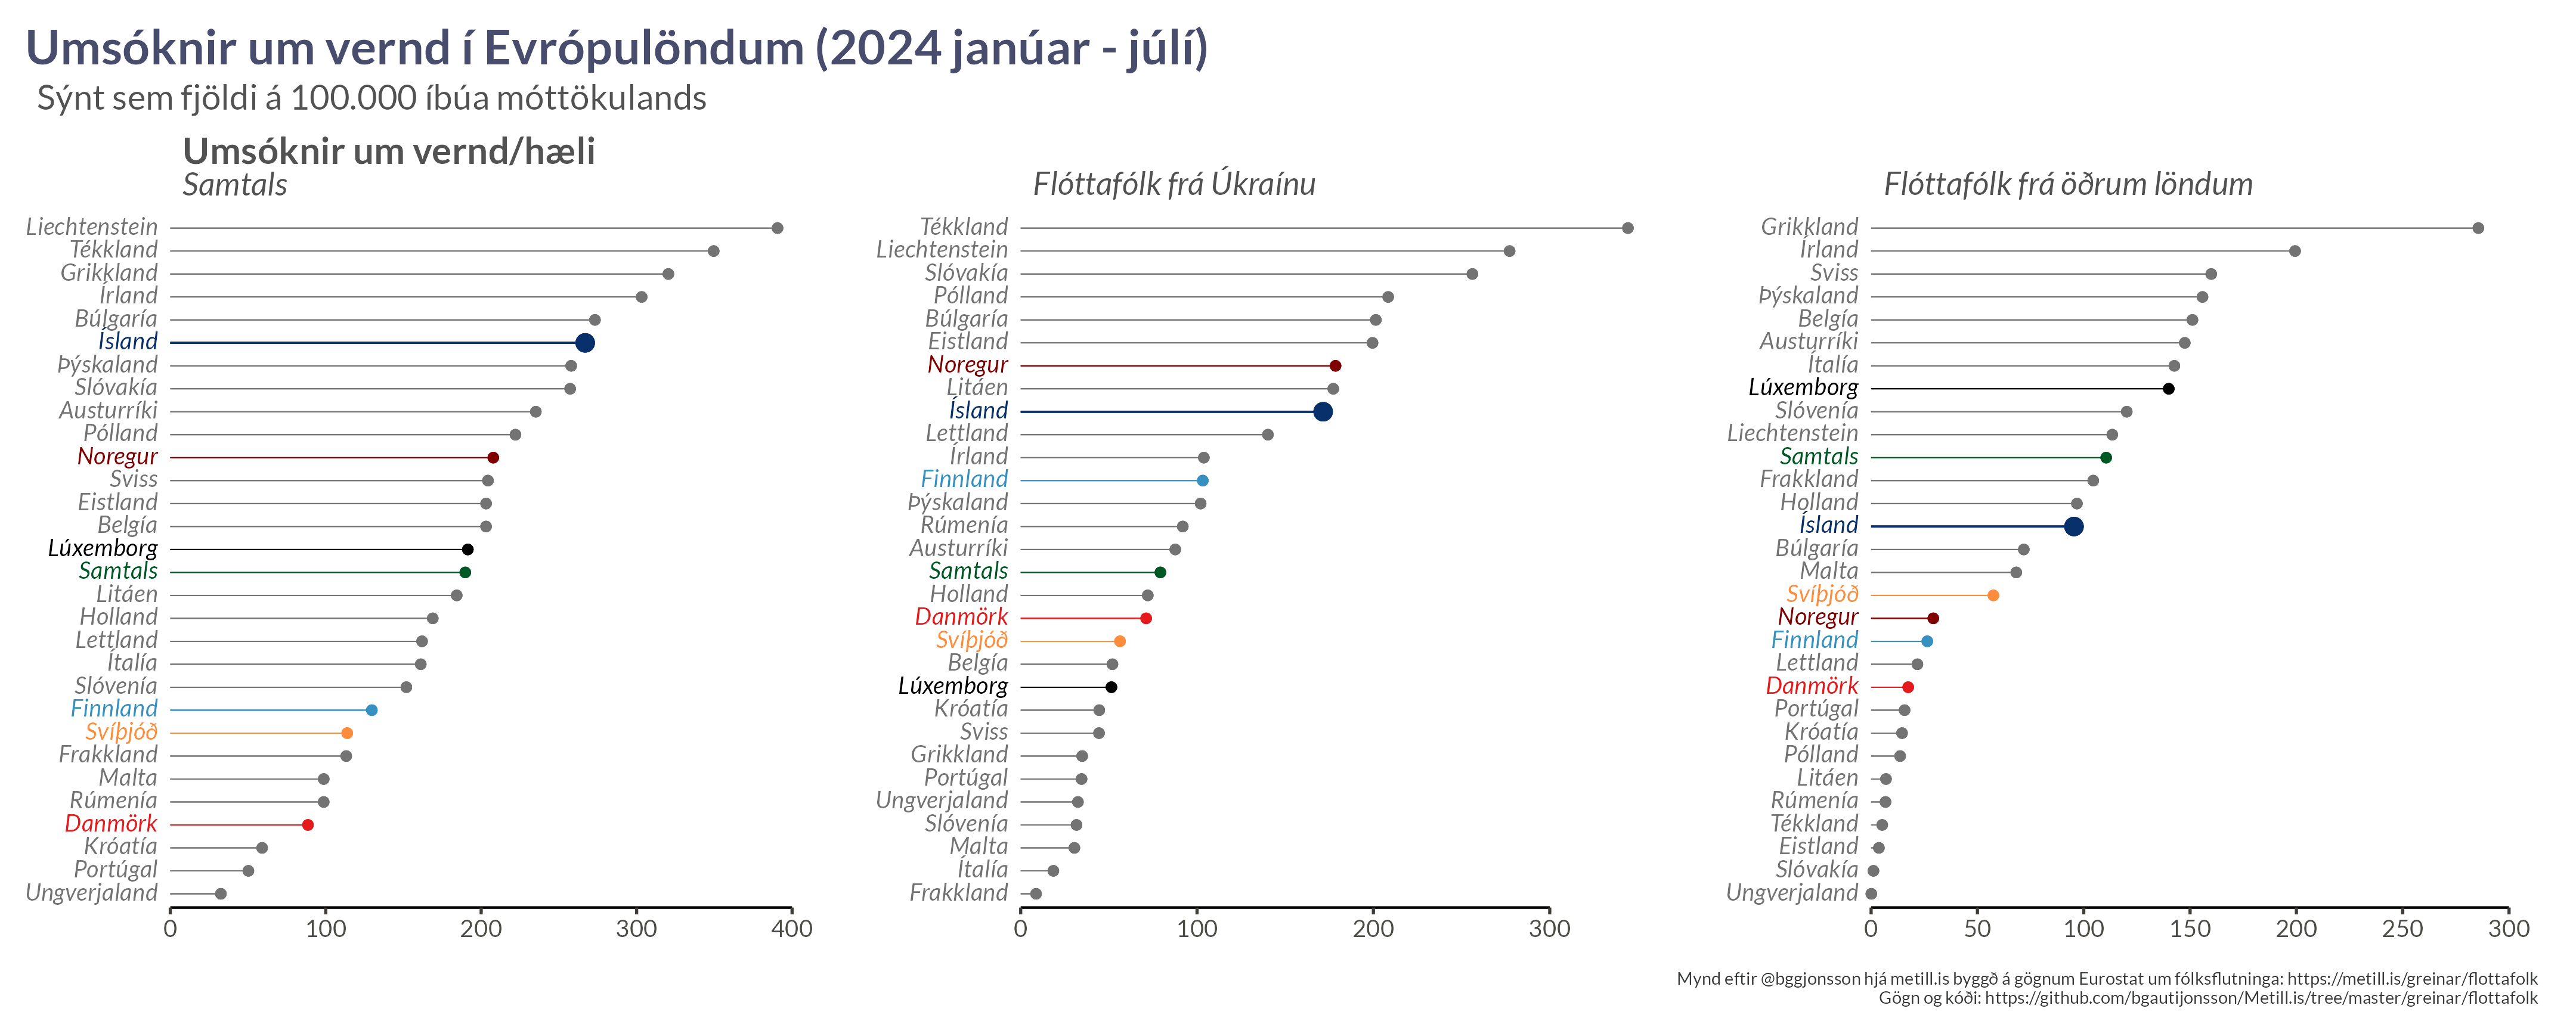 Umsóknir um vernd í Evrópulöndum (2024 janúar - júlí)
Sýnt sem fjöldi á 100.000 íbúa móttökulands
Umsóknir um vernd/hæli
Samtals
Liechtenstein
Tékkland
Grikkland
Írland
Búlgaría
Ísland
Þýskaland
Slóvakía
Austurríki
Pólland
Noregur
Sviss
Eistland
Belgía
Lúxemborg
Samtals
Litáen
Holland
Lettland
Ítalía
Slóvenía
Finnland
Svíþjóð
Frakkland
Malta
Rúmenía
Danmörk
Króatía
Portúgal
Ungverjaland
0 100 200 300 400
Flóttafólk frá Úkraínu
Tékkland
Liechtenstein
Slóvakía
Pólland
Búlgaría
Eistland
Noregur
Litáen
Ísland
Lettland
Írland
Finnland
Þýskaland
Rúmenía
Austurríki
Samtals
Holland
Danmörk
Svíþjóð
Belgía
Lúxemborg
Króatía
Sviss
Grikkland
Portúgal
Ungverjaland
Slóvenía
Malta
Ítalía
Frakkland
0 100 200 300
Flóttafólk frá öðrum löndum
Grikkland
Írland
Sviss
Þýskaland
Belgía
Austurríki
Ítalía
Lúxemborg
Slóvenía
Liechtenstein
Samtals
Frakkland
Holland
Ísland
Búlgaría
Malta
Svíþjóð
Noregur
Finnland
Lettland
Danmörk
Portúgal
Króatía
Pólland
Litáen
Rúmenía
Tékkland
Eistland
Slóvakía
Ungverjaland
0 50 100 150 200 250 300
Mynd eftir @bggjonsson hjá metill.is byggð á gögnum Eurostat um fólksflutninga: https://metill.is/greinar/flottafolk
Gögn og kóði: https://github.com/bgautijonsson/Metill.is/tree/master/greinar/flottafolk